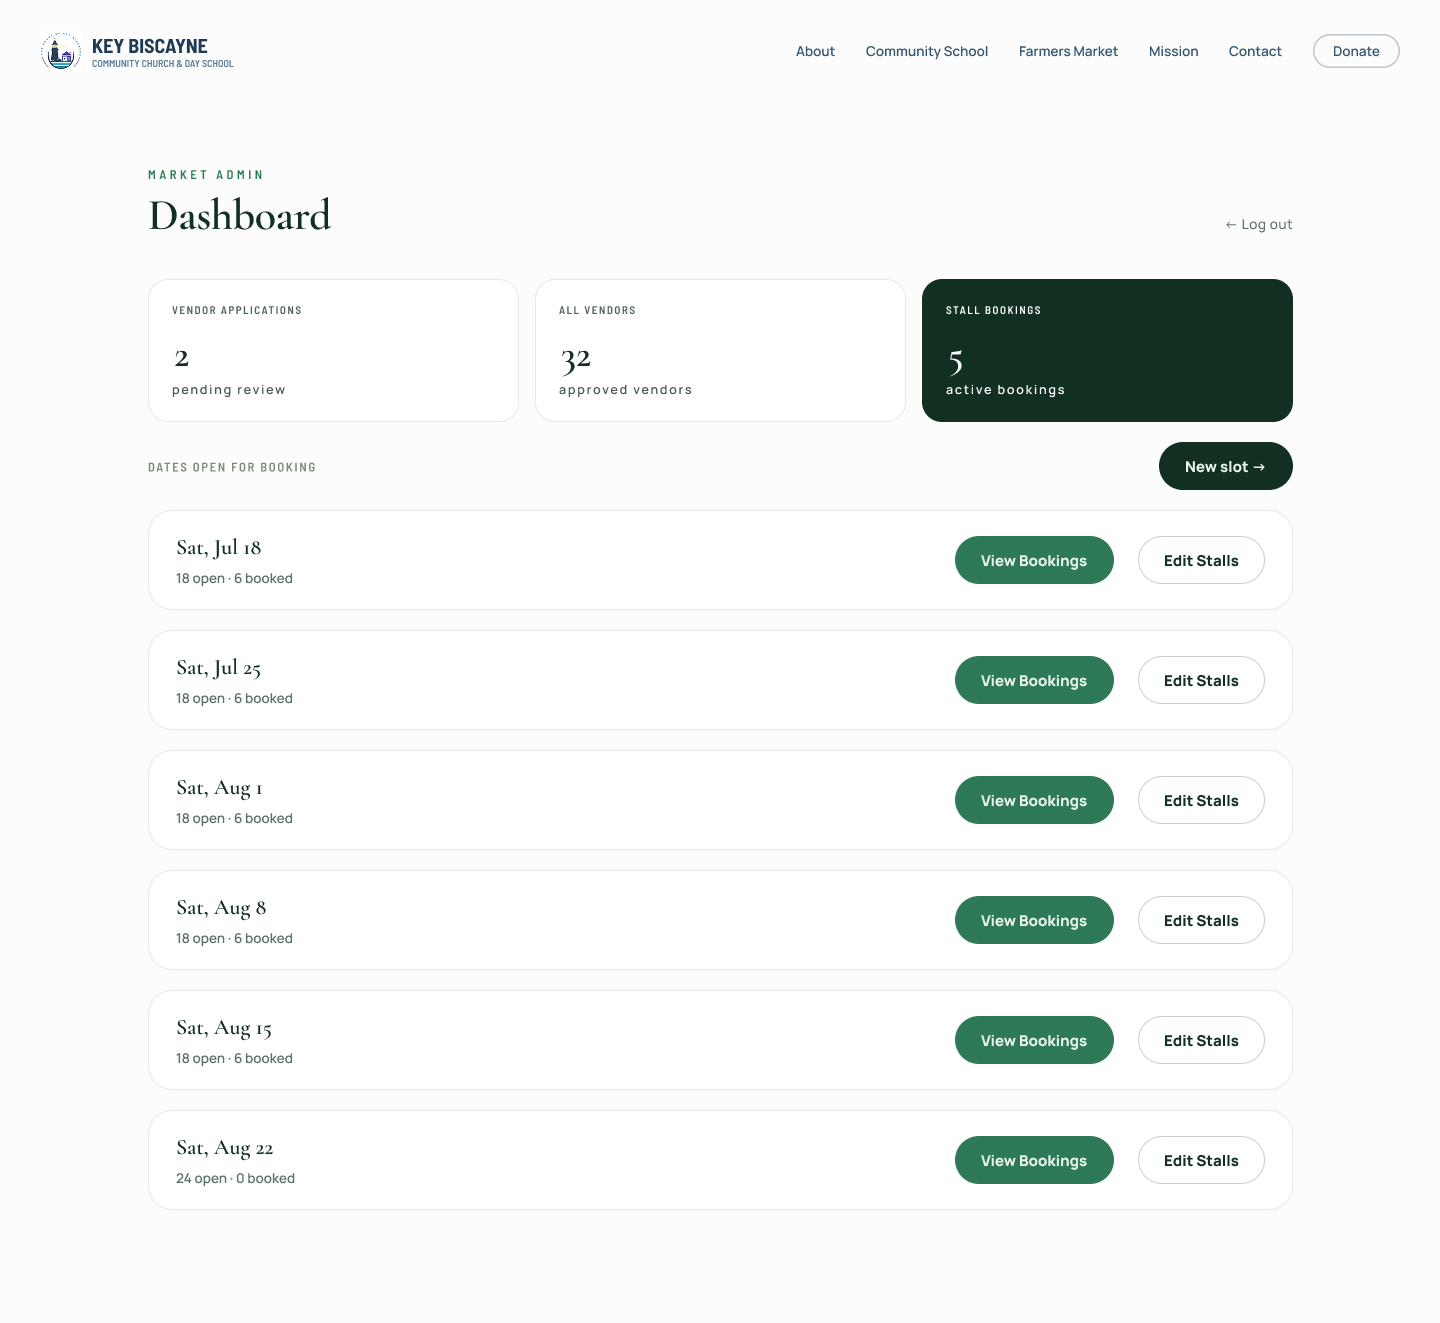 KEY BISCAYNE
COMMUNITY CHURCH & DAY SCHOOL
About
Community School
Farmers Market
Mission
Contact
Donate
MARKET ADMIN
Dashboard
← Log out
VENDOR APPLICATIONS
2
pending review
ALL VENDORS
32
approved vendors
STALL BOOKINGS
5
active bookings
DATES OPEN FOR BOOKING
New slot →
Sat, Jul 18
18 open · 6 booked
View Bookings
Edit Stalls
Sat, Jul 25
18 open · 6 booked
View Bookings
Edit Stalls
Sat, Aug 1
18 open · 6 booked
View Bookings
Edit Stalls
Sat, Aug 8
18 open · 6 booked
View Bookings
Edit Stalls
Sat, Aug 15
18 open · 6 booked
View Bookings
Edit Stalls
Sat, Aug 22
24 open · 0 booked
View Bookings
Edit Stalls